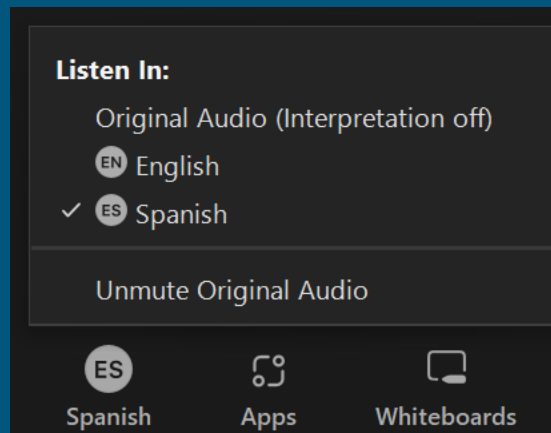 Listen In:
Original Audio (Interpretation off)
EN English
ES Spanish
Unmute Original Audio
ES
Spanish Apps Whiteboards